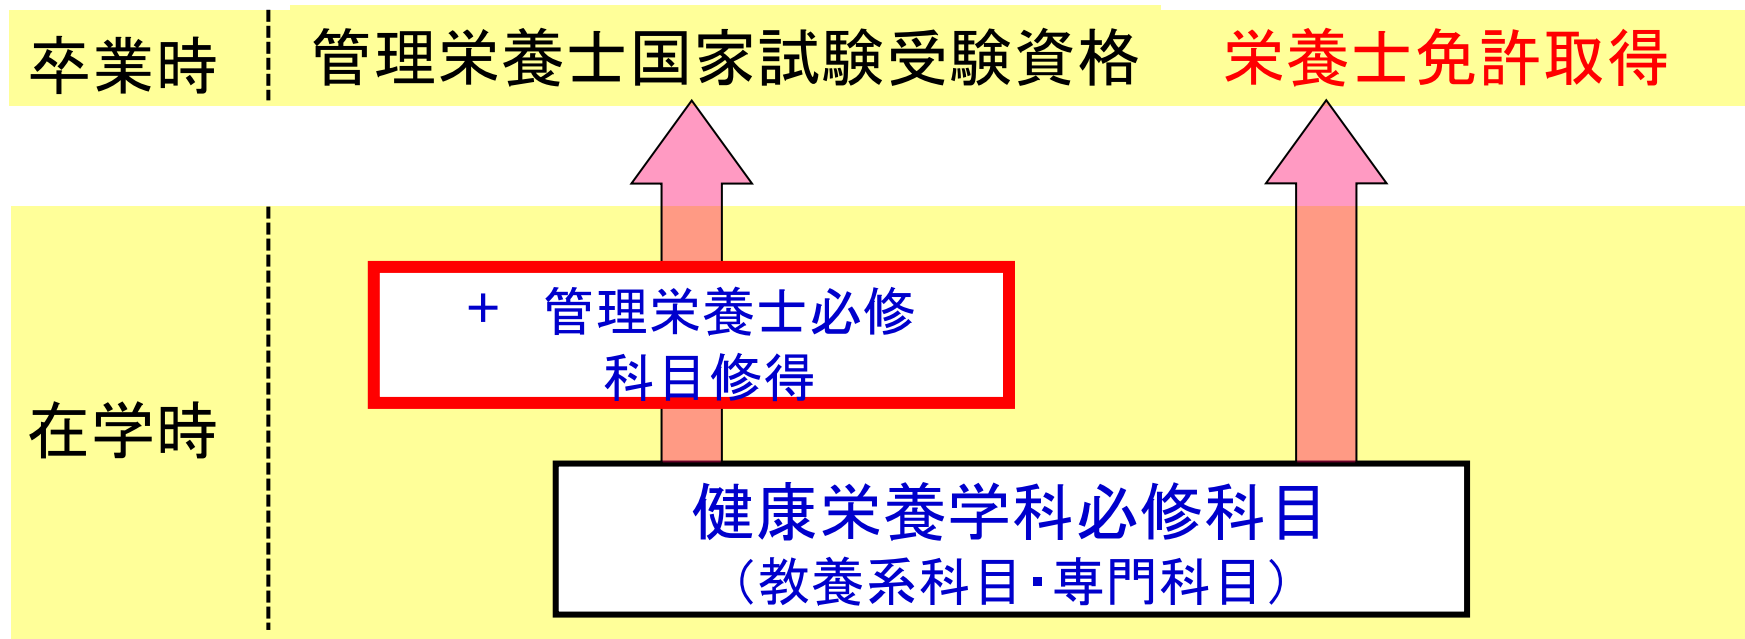 卒業時
管理栄養士国家試験受験資格
栄養士免許取得
+ 管理栄養士必修
科目修得
在学時
健康栄養学科必修科目
（教養系科目・専門科目）